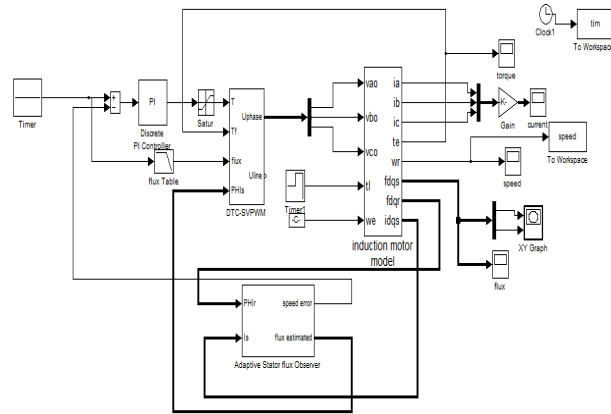 Clock1
tim
To Workspace
torque
Timer
+
−
PI
Discrete
PI Controller
Satur
flux Table
T
Tf
flux
PHIs
Uphase
Uline
DTC-SVPWM
Timer1
-C-
vao
vbo
vco
tl
we
ia
ib
ic
te
wr
fdqs
fdqr
idqs
induction motor
model
K-
Gain
current
speed
To Workspace
speed
XY Graph
flux
PHIr
Is
speed error
flux estimated
Adaptive Stator flux Observer